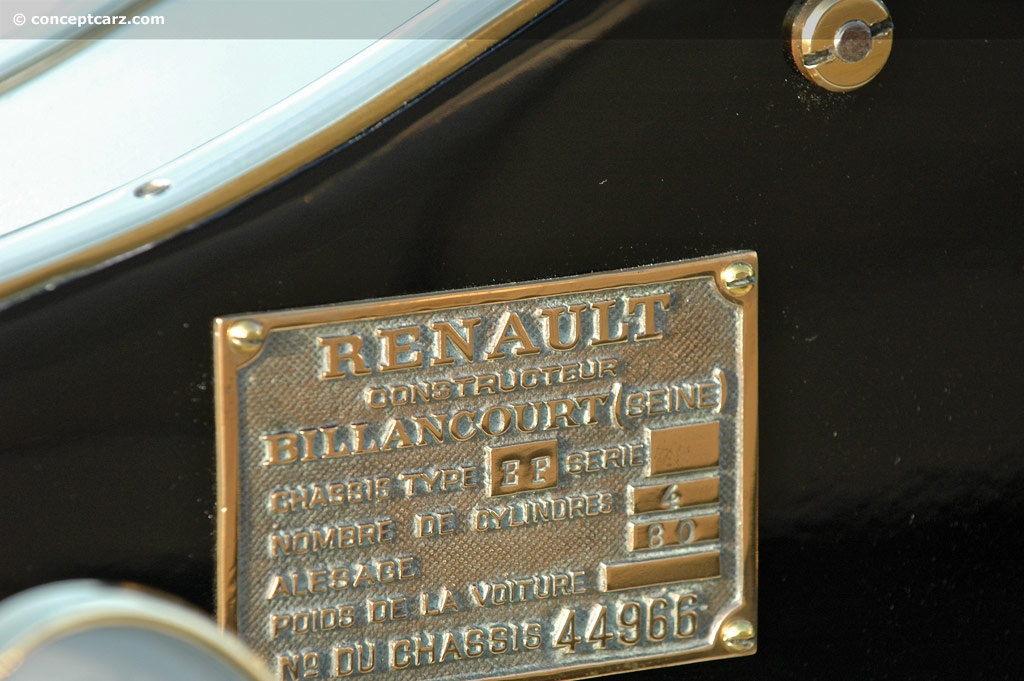 © conceptcarz.com
RENAULT
CONSTRUCTEUR
BILLANCOURT (SEINE)
CHASSIS TYPE EF SERIE
NOMBRE DE CYLINDRES 4
ALESAGE 80
POIDS DE LA VOITURE
Nº DU CHASSIS 44966